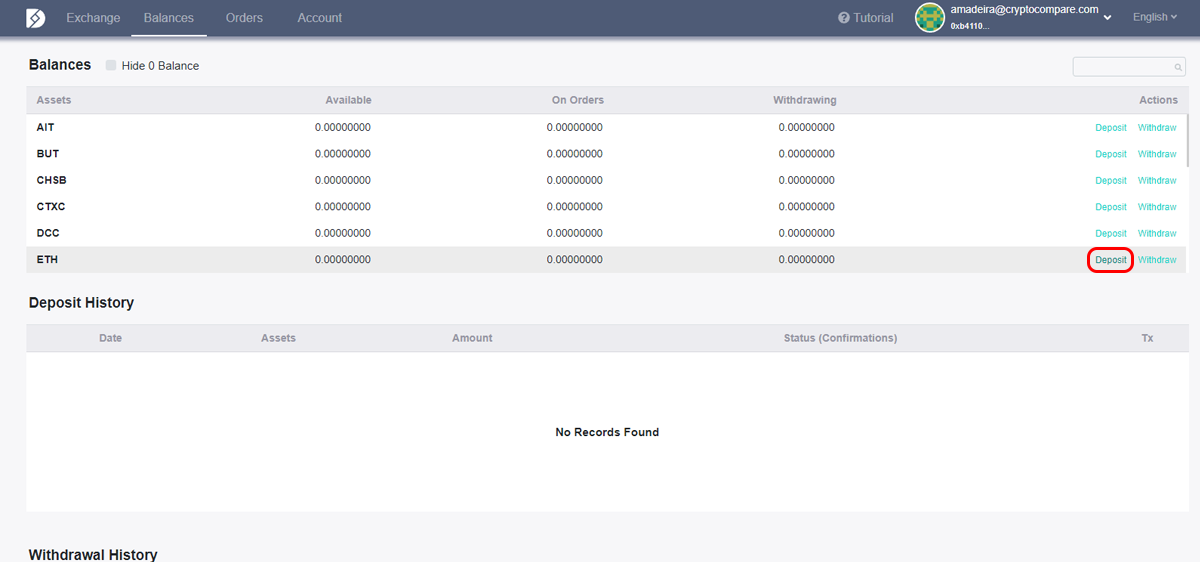 Exchange Balances Orders Account Tutorial amadeira@cryptocompare.com English
0xb4110...
Balances Hide 0 Balance
Assets Available On Orders Withdrawing Actions
AIT 0.00000000 0.00000000 0.00000000 Deposit Withdraw
BUT 0.00000000 0.00000000 0.00000000 Deposit Withdraw
CHSB 0.00000000 0.00000000 0.00000000 Deposit Withdraw
CTXC 0.00000000 0.00000000 0.00000000 Deposit Withdraw
DCC 0.00000000 0.00000000 0.00000000 Deposit Withdraw
ETH 0.00000000 0.00000000 0.00000000 Deposit Withdraw
Deposit History
Date Assets Amount Status (Confirmations) Tx
No Records Found
Withdrawal History